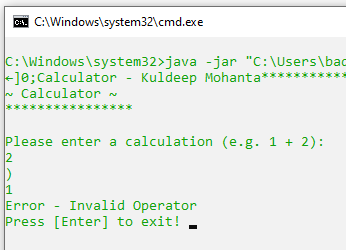 C:\Windows\system32\cmd.exe
C:\Windows\system32>java -jar "C:\Users\bac
←]0;Calculator - Kuldeep Mohanta***********
~ Calculator ~
****************
Please enter a calculation (e.g. 1 + 2):
2
)
1
Error - Invalid Operator
Press [Enter] to exit!